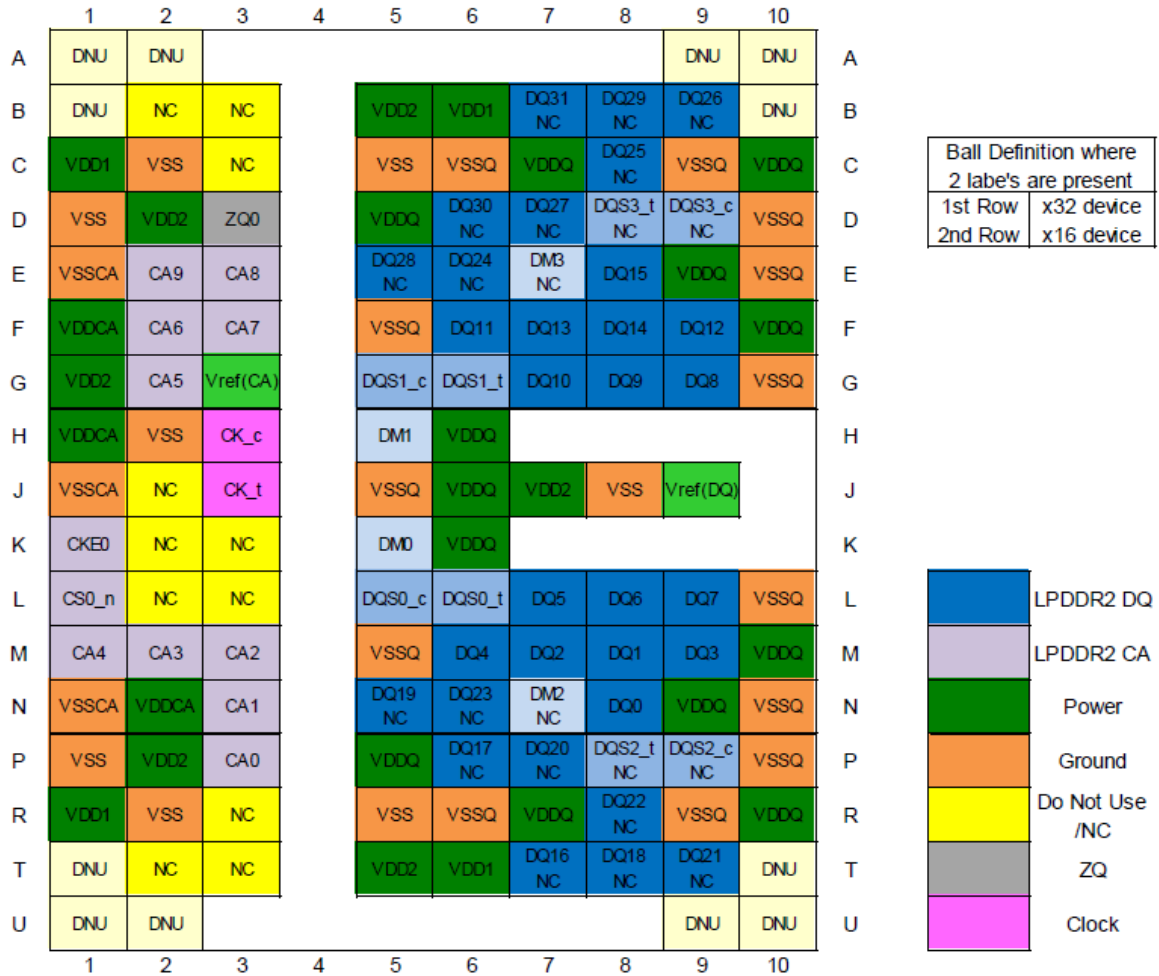 1 2 3 4 5 6 7 8 9 10
A DNU DNU DNU DNU A
B DNU NC NC VDD2 VDD1 DQ31 NC DQ29 NC DQ26 NC DNU B
C VDD1 VSS NC VSS VSSQ VDDQ DQ25 NC VSSQ VDDQ C
D VSS VDD2 ZQ0 VDDQ DQ30 NC DQ27 NC DQS3_t NC DQS3_c NC VSSQ D
E VSSCA CA9 CA8 DQ28 NC DQ24 NC DM3 NC DQ15 VDDQ VSSQ E
F VDDCA CA6 CA7 VSSQ DQ11 DQ13 DQ14 DQ12 VDDQ F
G VDD2 CA5 Vref(CA) DQS1_c DQS1_t DQ10 DQ9 DQ8 VSSQ G
H VDDCA VSS CK_c DM1 VDDQ H
J VSSCA NC CK_t VSSQ VDDQ VDD2 VSS Vref(DQ) J
K CKE0 NC NC DM0 VDDQ K
L CS0_n NC NC DQS0_c DQS0_t DQ5 DQ6 DQ7 VSSQ L
M CA4 CA3 CA2 VSSQ DQ4 DQ2 DQ1 DQ3 VDDQ M
N VSSCA VDDCA CA1 DQ19 NC DQ23 NC DM2 NC DQ0 VDDQ VSSQ N
P VSS VDD2 CA0 VDDQ DQ17 NC DQ20 NC DQS2_t NC DQS2_c NC VSSQ P
R VDD1 VSS NC VSS VSSQ VDDQ DQ22 NC VSSQ VDDQ R
T DNU NC NC VDD2 VDD1 DQ16 NC DQ18 NC DQ21 NC DNU T
U DNU DNU DNU DNU U
1 2 3 4 5 6 7 8 9 10
Ball Definition where
2 labe's are present
1st Row x32 device
2nd Row x16 device
LPDDR2 DQ
LPDDR2 CA
Power
Ground
Do Not Use
/NC
ZQ
Clock